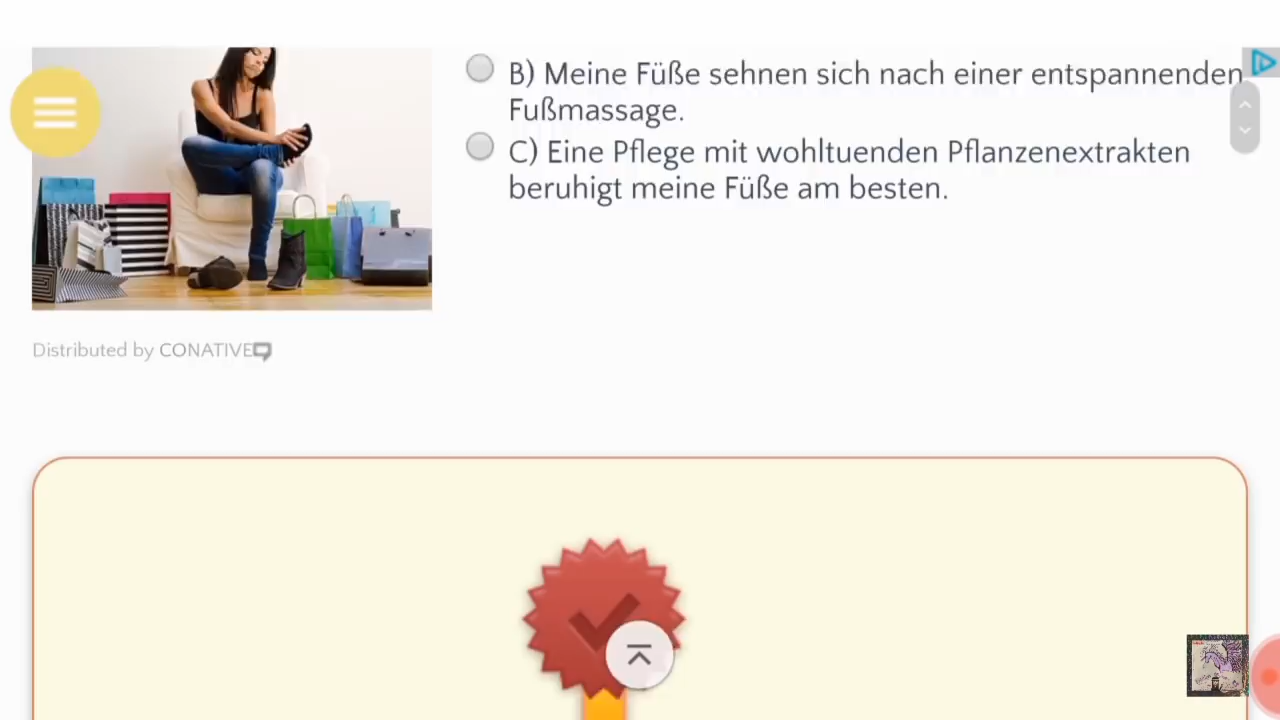 B) Meine Füße sehnen sich nach einer entspannenden
Fußmassage.
C) Eine Pflege mit wohltuenden Pflanzenextrakten
beruhigt meine Füße am besten.
Distributed by CONATIVE